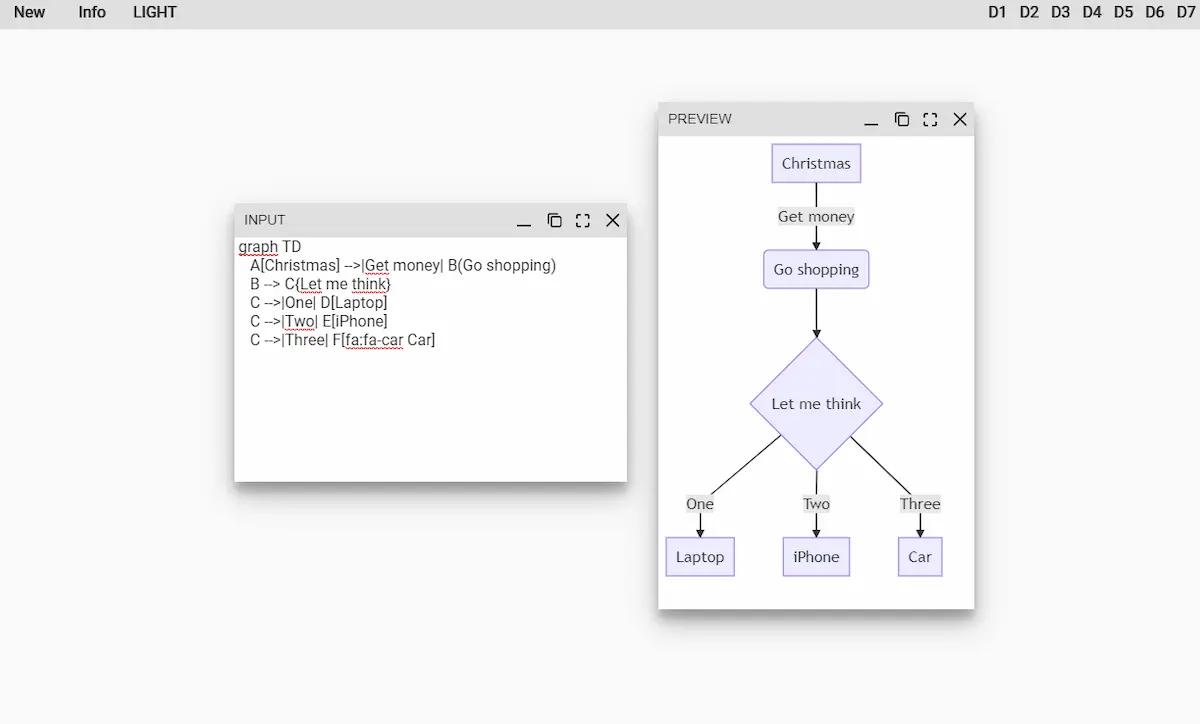 New Info LIGHT D1 D2 D3 D4 D5 D6 D7
INPUT
graph TD
A[Christmas] -->|Get money| B(Go shopping)
B --> C{Let me think}
C -->|One| D[Laptop]
C -->|Two| E[iPhone]
C -->|Three| F[fa:fa-car Car]
PREVIEW
Christmas
Get money
Go shopping
Let me think
One Two Three
Laptop iPhone Car